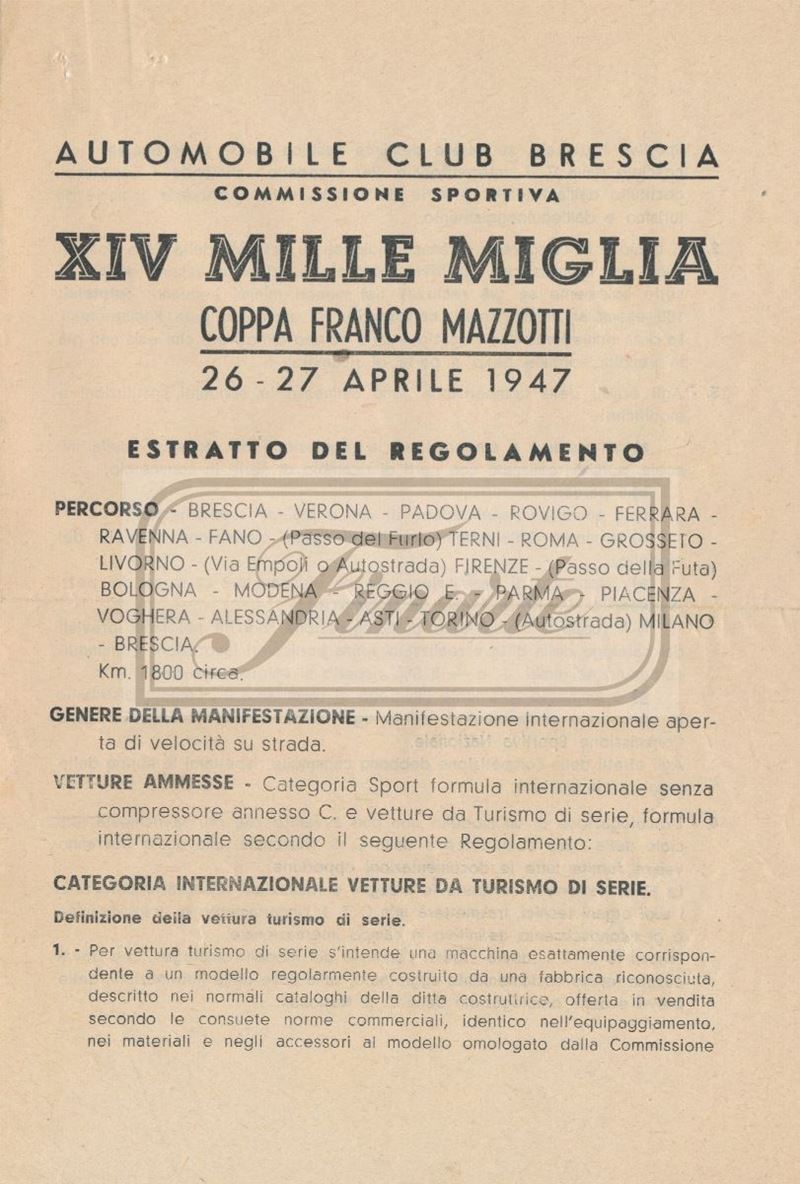 AUTOMOBILE CLUB BRESCIA
COMMISSIONE SPORTIVA
XIV MILLE MIGLIA
COPPA FRANCO MAZZOTTI
26 - 27 APRILE 1947
ESTRATTO DEL REGOLAMENTO
PERCORSO - BRESCIA - VERONA - PADOVA - ROVIGO - FERRARA -
RAVENNA - FANO - (Passo del Furlo) TERNI - ROMA - GROSSETO -
LIVORNO - (Via Empoli o Autostrada) FIRENZE - (Passo della Futa)
BOLOGNA - MODENA - REGGIO E. - PARMA - PIACENZA -
VOGHERA - ALESSANDRIA - ASTI - TORINO - (Autostrada) MILANO
- BRESCIA.
Km. 1800 circa.
Finarte
GENERE DELLA MANIFESTAZIONE - Manifestazione internazionale aper-
ta di velocità su strada.
VETTURE AMMESSE - Categoria Sport formula internazionale senza
compressore annesso C. e vetture da Turismo di serie, formula
internazionale secondo il seguente Regolamento:
CATEGORIA INTERNAZIONALE VETTURE DA TURISMO DI SERIE.
Definizione della vettura turismo di serie.
1. - Per vettura turismo di serie s'intende una macchina esattamente corrispon-
dente a un modello regolarmente costruito da una fabbrica riconosciuta,
descritto nei normali cataloghi della ditta costruttrice, offerta in vendita
secondo le consuete norme commerciali, identico nell'equipaggiamento,
nei materiali e negli accessori al modello omologato dalla Commissione